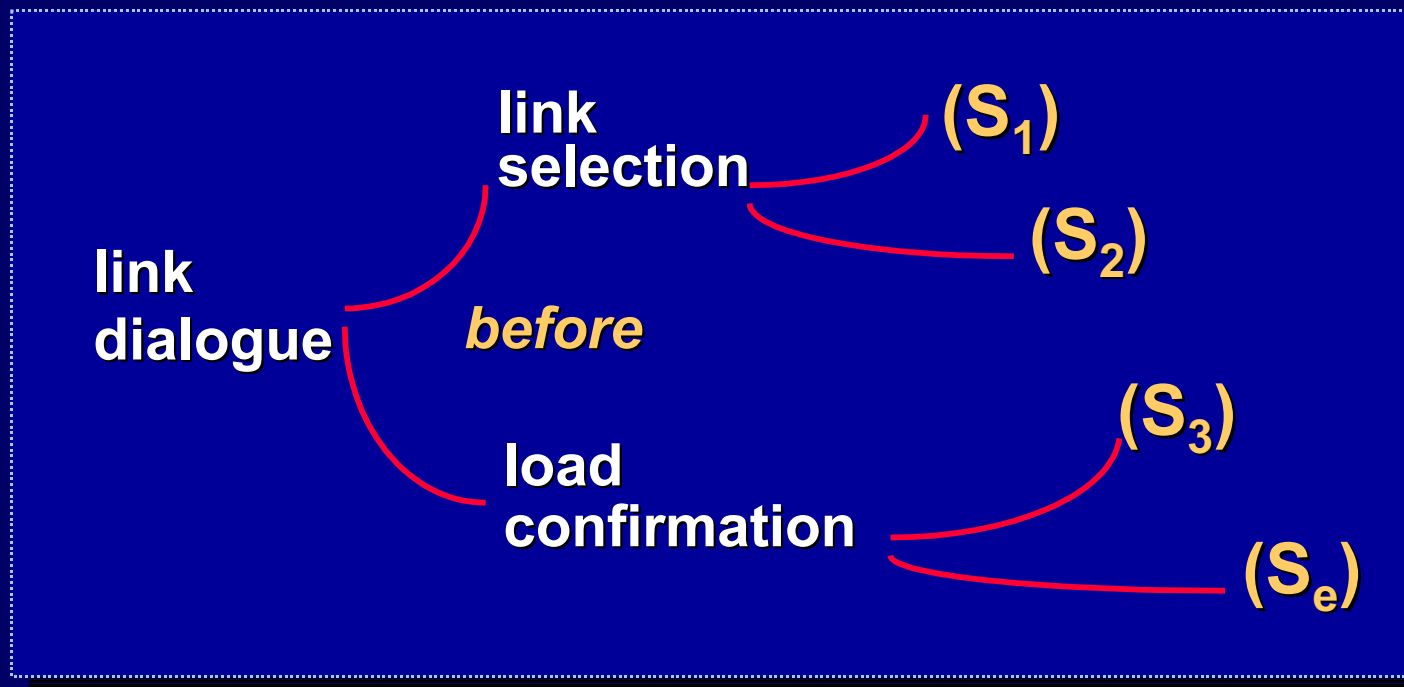 link
selection
(S₁)
(S₂)
link
dialogue
before
load
confirmation
(S₃)
(Sₑ)